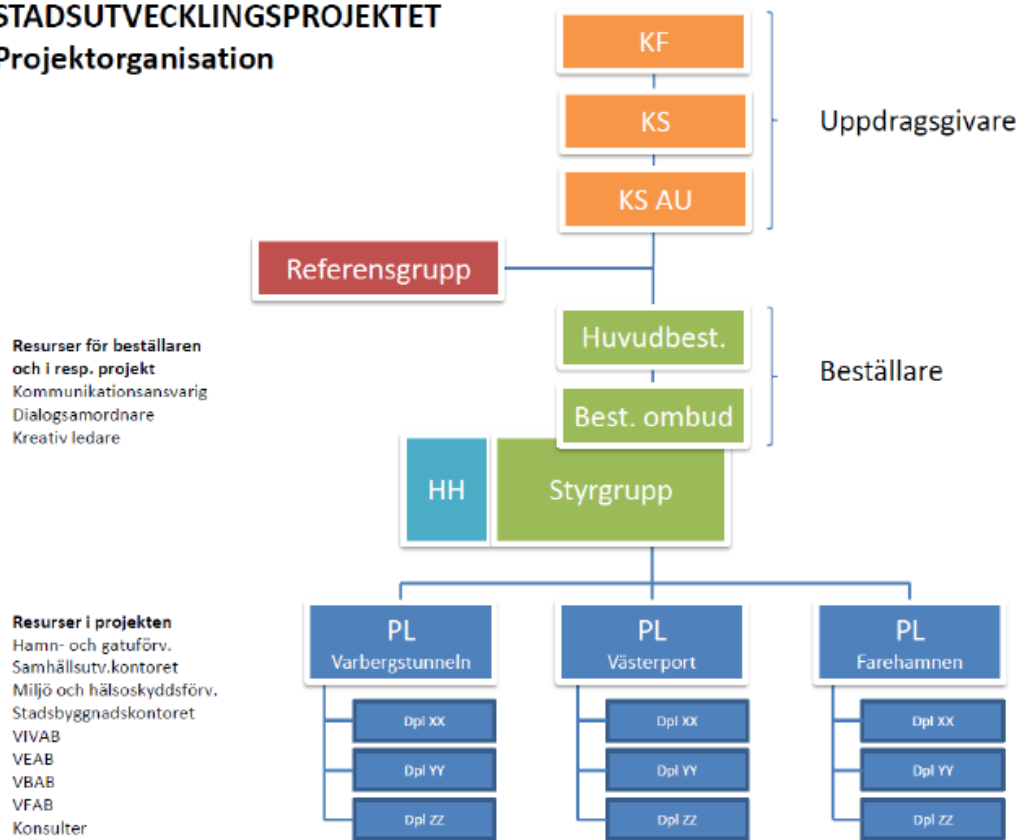 STADSUTVECKLINGSPROJEKTET
Projektorganisation
KF
KS
Uppdragsgivare
KS AU
Referensgrupp
Huvudbest.
Beställare
Best. ombud
Resurser för beställaren
och i resp. projekt
Kommunikationsansvarig
Dialogsamordnare
Kreativ ledare
HH
Styrgrupp
Resurser i projekten
Hamn- och gatuförv.
Samhällsutv.kontoret
Miljö och hälsoskyddsförv.
Stadsbyggnadskontoret
VIVAB
VEAB
VBAB
VFAB
Konsulter
PL
Varbergstunneln
Dpl XX
Dpl YY
Dpl ZZ
PL
Västerport
Dpl XX
Dpl YY
Dpl ZZ
PL
Farehamnen
Dpl XX
Dpl YY
Dpl ZZ